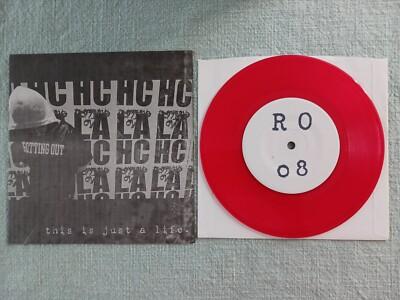 HC HC HC HC
LA LA LA
ROTTING OUT
HC HC HC
LA LA LA
this is just a life.
R O
08